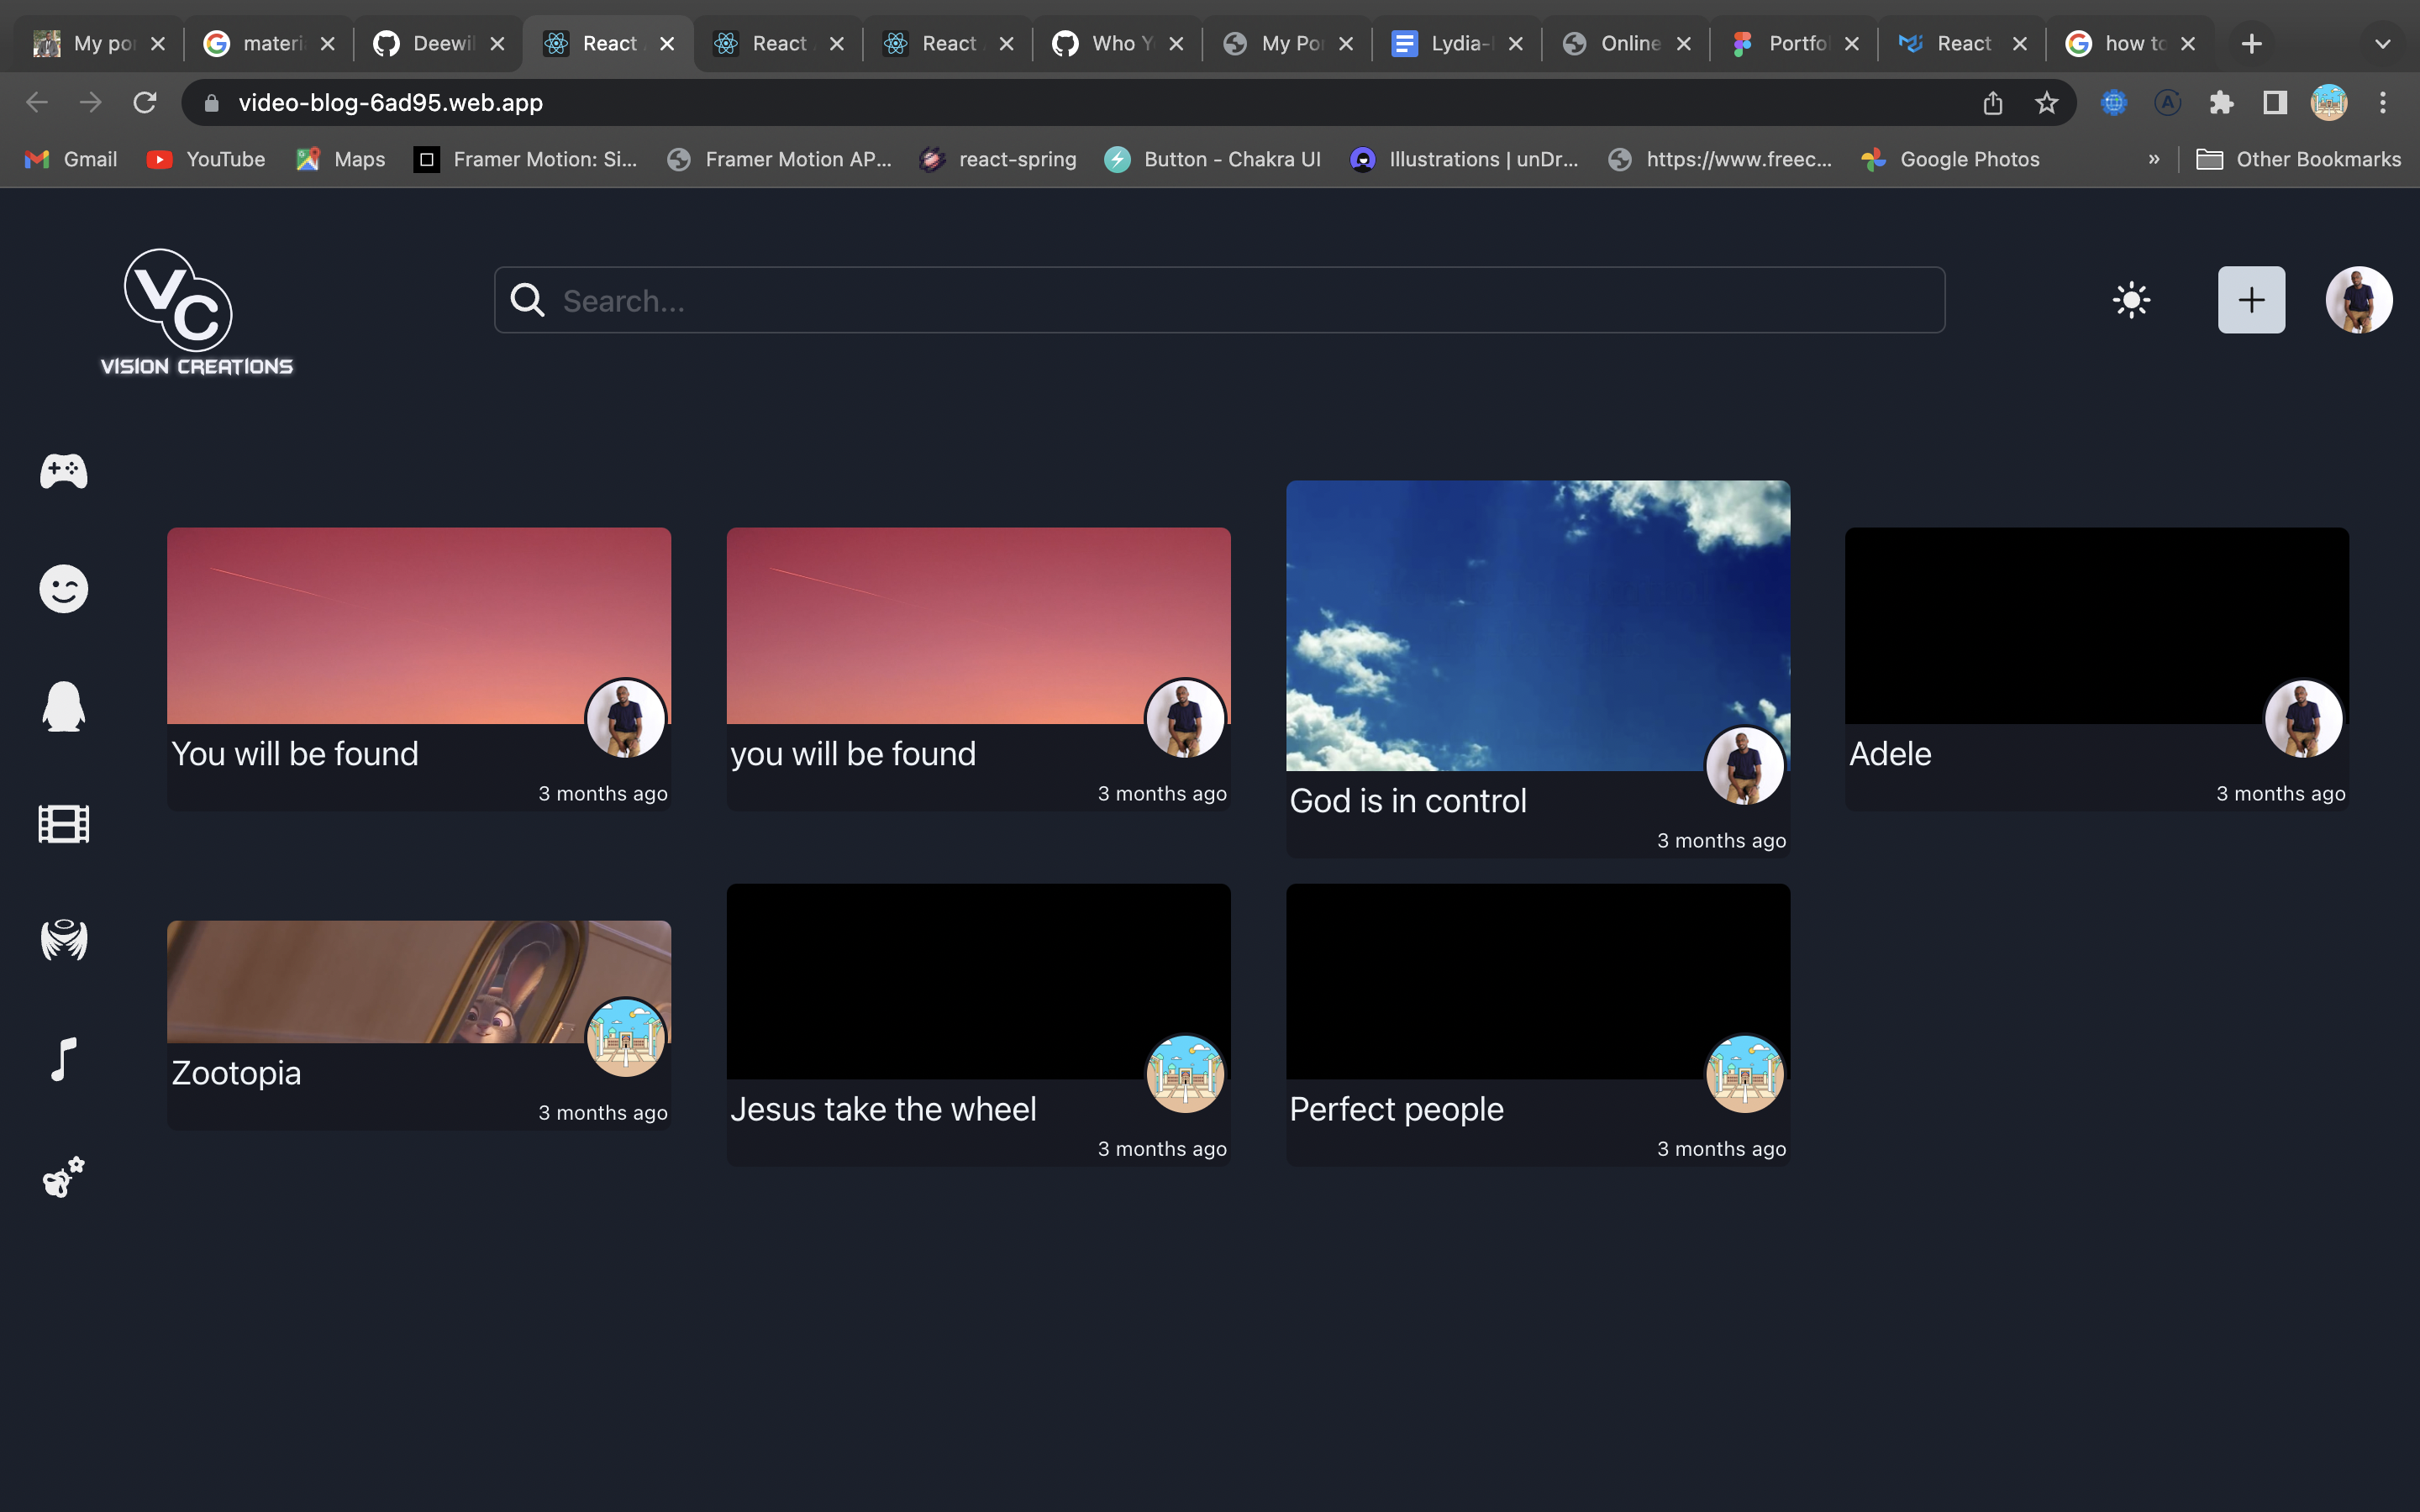 My por
materi
Deewi
React
React
React
Who Y
My Por
Lydia-
Online
Portfo
React
how to
video-blog-6ad95.web.app
Gmail
YouTube
Maps
Framer Motion: Si...
Framer Motion AP...
react-spring
Button - Chakra UI
Illustrations | unDr...
https://www.freec...
Google Photos
»
Other Bookmarks
VC
VISION CREATIONS
Search...
You will be found
3 months ago
you will be found
3 months ago
God is in control
3 months ago
Adele
3 months ago
Zootopia
3 months ago
Jesus take the wheel
3 months ago
Perfect people
3 months ago